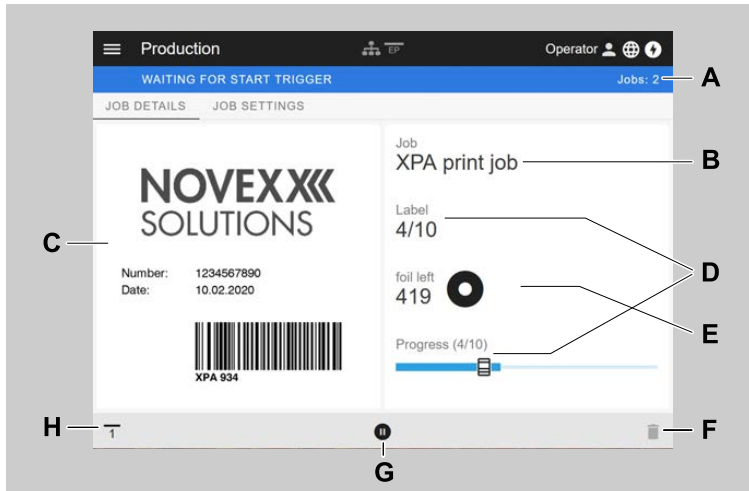 Production
EP
Operator
WAITING FOR START TRIGGER
Jobs: 2
A
JOB DETAILS
JOB SETTINGS
Job
XPA print job
B
NOVEXX
SOLUTIONS
Label
4/10
C
D
Number: 1234567890
Date: 10.02.2020
foil left
419
E
Progress (4/10)
XPA 934
H
1
G
F